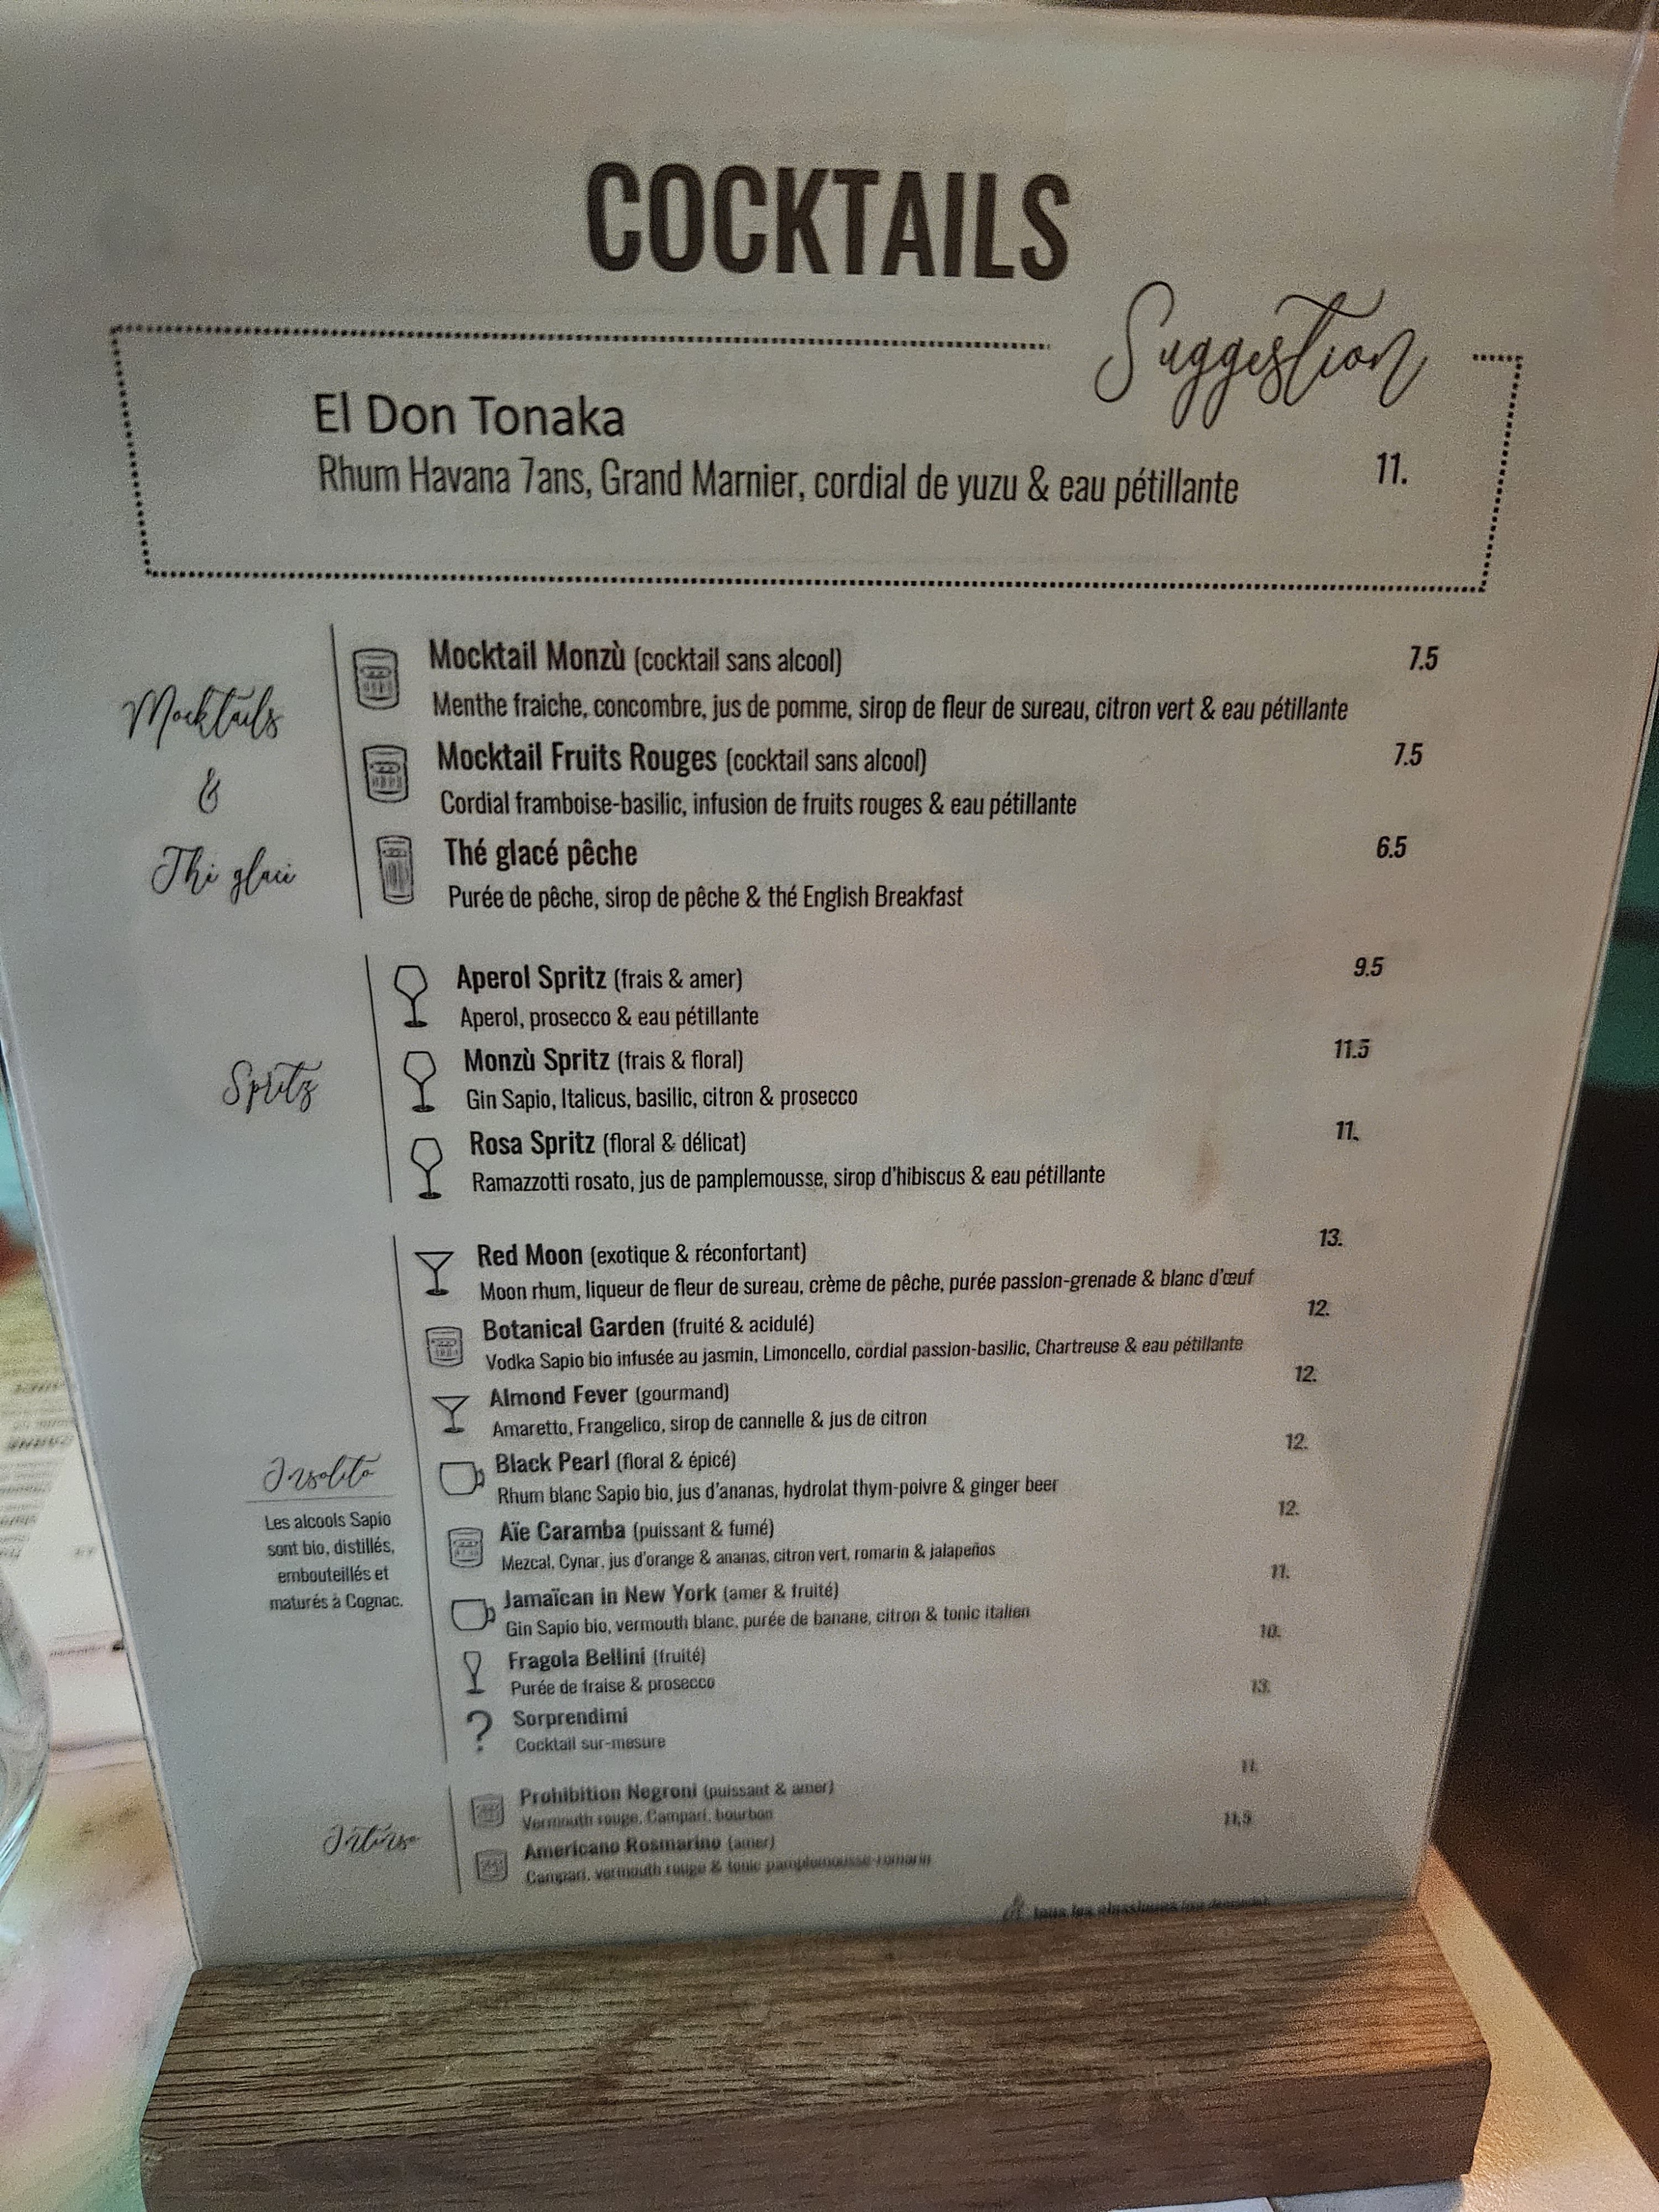 COCKTAILS
Suggestion
El Don Tonaka
Rhum Havana 7ans, Grand Marnier, cordial de yuzu & eau pétillante 11.
Mocktails
&
Thé glacé
Mocktail Monzù (cocktail sans alcool) 7.5
Menthe fraiche, concombre, jus de pomme, sirop de fleur de sureau, citron vert & eau pétillante
Mocktail Fruits Rouges (cocktail sans alcool) 7.5
Cordial framboise-basilic, infusion de fruits rouges & eau pétillante
Thé glacé pêche 6.5
Purée de pêche, sirop de pêche & thé English Breakfast
Spritz
Aperol Spritz (frais & amer) 9.5
Aperol, prosecco & eau pétillante
Monzù Spritz (frais & floral) 11.5
Gin Sapio, Italicus, basilic, citron & prosecco
Rosa Spritz (floral & délicat) 11.
Ramazzotti rosato, jus de pamplemousse, sirop d'hibiscus & eau pétillante
Insolito
Les alcools Sapio
sont bio, distillés,
embouteillés et
maturés à Cognac.
Red Moon (exotique & réconfortant) 13.
Moon rhum, liqueur de fleur de sureau, crème de pêche, purée passion-grenade & blanc d'œuf
Botanical Garden (fruité & acidulé) 12.
Vodka Sapio bio infusée au jasmin, Limoncello, cordial passion-basilic, Chartreuse & eau pétillante
Almond Fever (gourmand) 12.
Amaretto, Frangelico, sirop de cannelle & jus de citron
Black Pearl (floral & épicé) 12.
Rhum blanc Sapio bio, jus d'ananas, hydrolat thym-poivre & ginger beer
Aïe Caramba (puissant & fumé) 12.
Mezcal, Cynar, jus d'orange & ananas, citron vert, romarin & jalapeños
Jamaïcan in New York (amer & fruité) 11.
Gin Sapio bio, vermouth blanc, purée de banane, citron & tonic italien
Fragola Bellini (fruité) 10.
Purée de fraise & prosecco
? Sorprendimi 13.
Cocktail sur-mesure
Intense
Prohibition Negroni (puissant & amer) 11.
Vermouth rouge, Campari, bourbon
Americano Rosmarino (amer) 11,5
Campari, vermouth rouge & tonic pamplemousse-romarin
tous les classiques